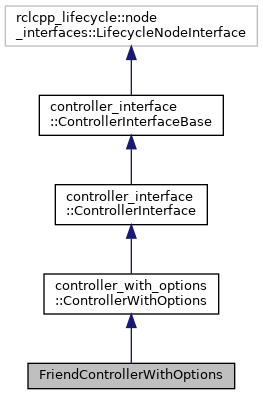 rclcpp_lifecycle::node
_interfaces::LifecycleNodeInterface
controller_interface
::ControllerInterfaceBase
controller_interface
::ControllerInterface
controller_with_options
::ControllerWithOptions
FriendControllerWithOptions